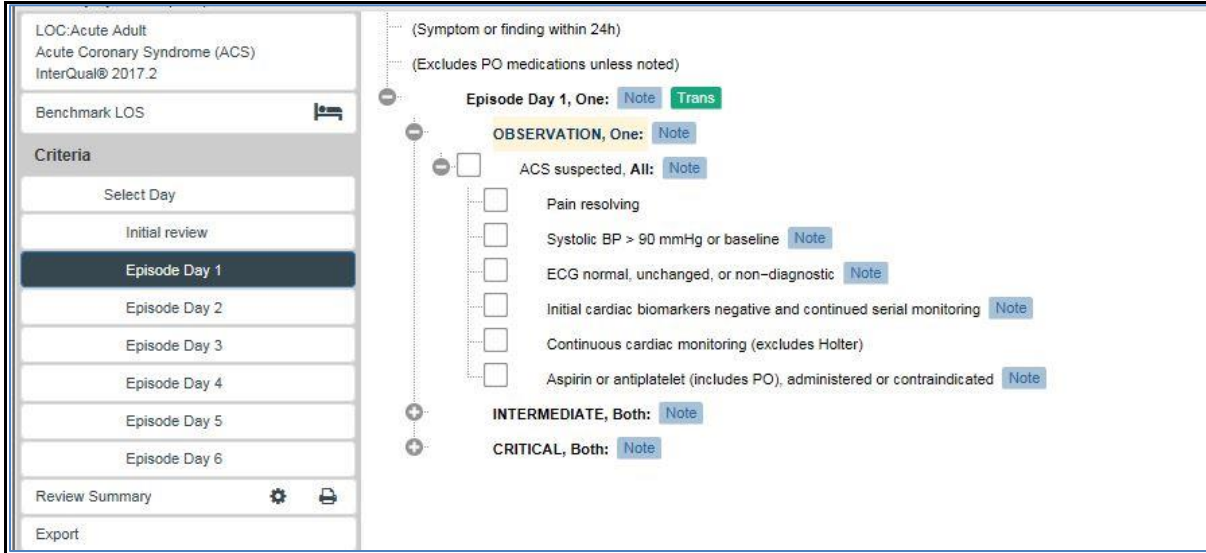 LOC:Acute Adult
Acute Coronary Syndrome (ACS)
InterQual® 2017.2
Benchmark LOS
Criteria
Select Day
Initial review
Episode Day 1
Episode Day 2
Episode Day 3
Episode Day 4
Episode Day 5
Episode Day 6
Review Summary
Export
(Symptom or finding within 24h)
(Excludes PO medications unless noted)
Episode Day 1, One: Note Trans
OBSERVATION, One: Note
ACS suspected, All: Note
Pain resolving
Systolic BP > 90 mmHg or baseline Note
ECG normal, unchanged, or non-diagnostic Note
Initial cardiac biomarkers negative and continued serial monitoring Note
Continuous cardiac monitoring (excludes Holter)
Aspirin or antiplatelet (includes PO), administered or contraindicated Note
INTERMEDIATE, Both: Note
CRITICAL, Both: Note